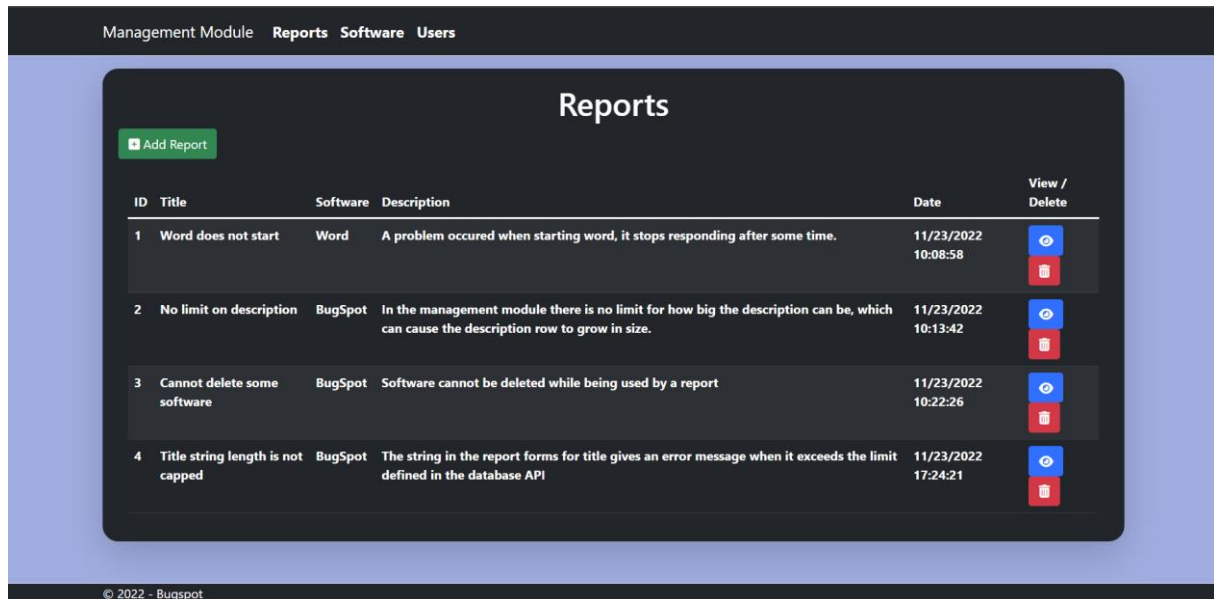 Management Module Reports Software Users
Reports
Add Report
View /
ID Title Software Description Date Delete
1 Word does not start Word A problem occured when starting word, it stops responding after some time. 11/23/2022
10:08:58
2 No limit on description BugSpot In the management module there is no limit for how big the description can be, which 11/23/2022
can cause the description row to grow in size. 10:13:42
3 Cannot delete some BugSpot Software cannot be deleted while being used by a report 11/23/2022
software 10:22:26
4 Title string length is not BugSpot The string in the report forms for title gives an error message when it exceeds the limit 11/23/2022
capped defined in the database API 17:24:21
© 2022 - Bugspot